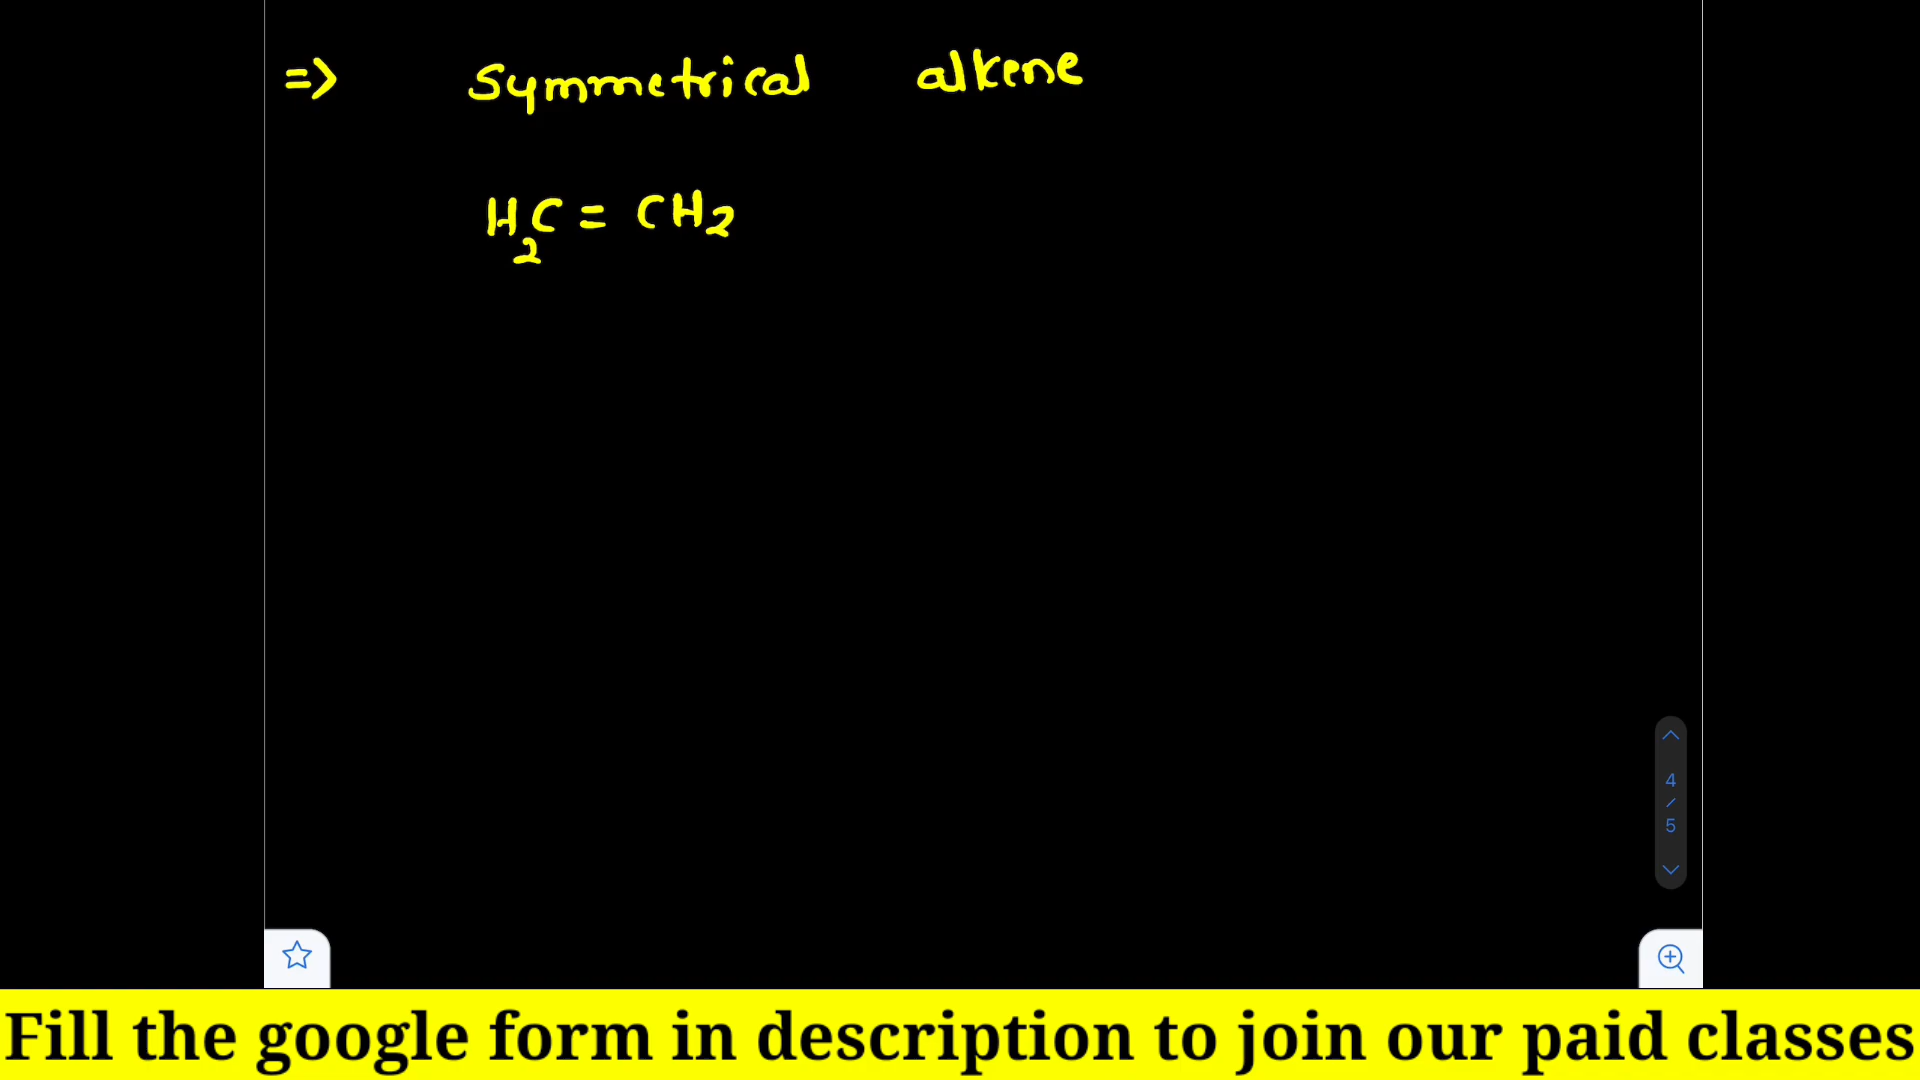 => Symmetrical alkene
H₂C = CH₂
4
/
5
Fill the google form in description to join our paid classes